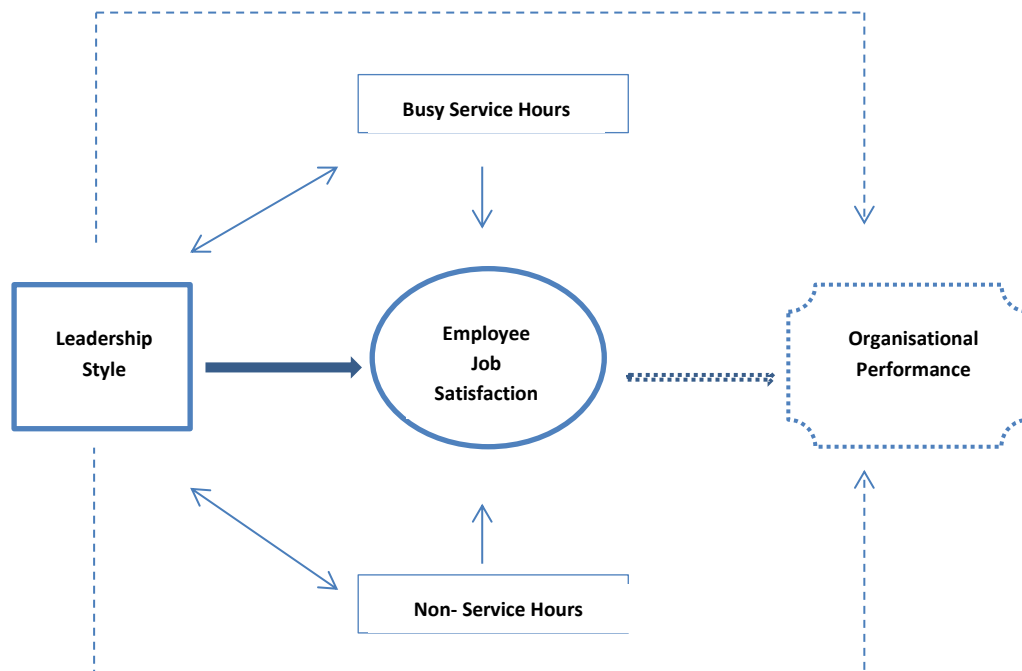 Busy Service Hours
Leadership
Style
Employee
Job
Satisfaction
Organisational
Performance
Non- Service Hours